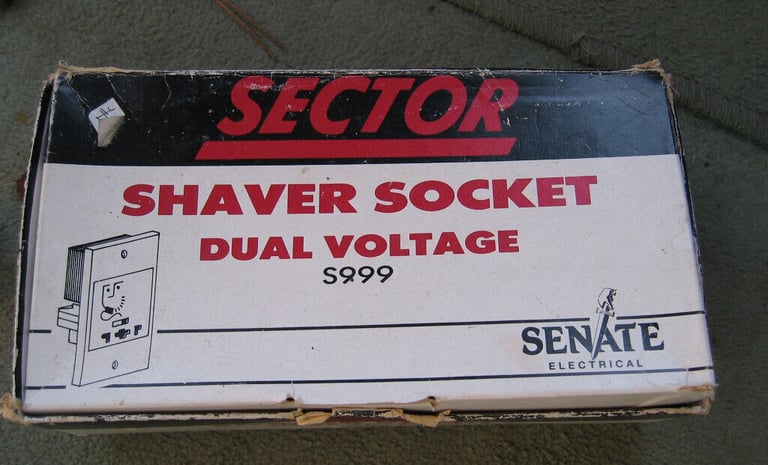 SECTOR
SHAVER SOCKET
DUAL VOLTAGE
S999
SENATE
ELECTRICAL